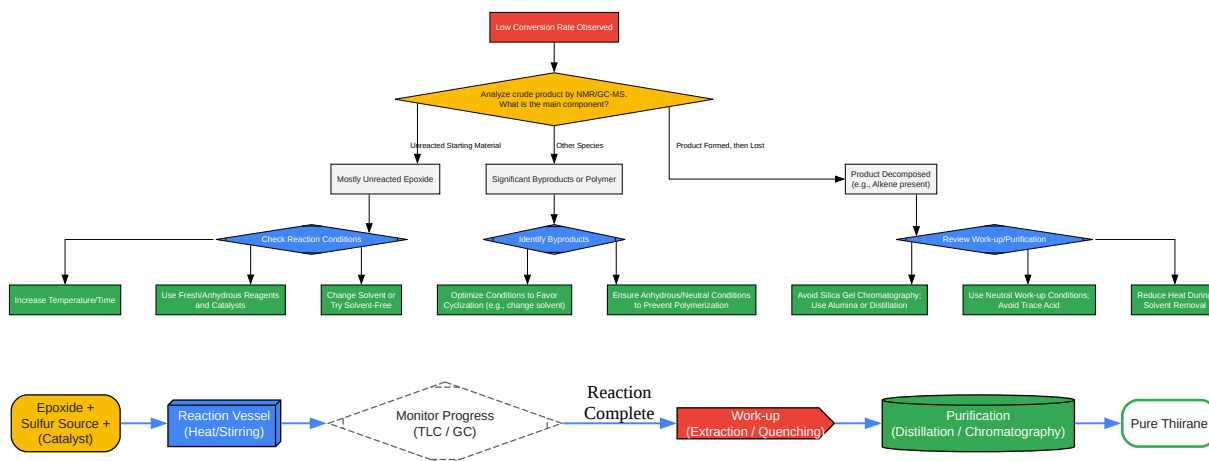 Low Conversion Rate Observed
Analyze crude product by NMR/GC-MS.
What is the main component?
Unreacted Starting Material
Other Species
Product Formed, then Lost
Mostly Unreacted Epoxide
Significant Byproducts or Polymer
Product Decomposed
(e.g., Alkene present)
Check Reaction Conditions
Identify Byproducts
Review Work-up/Purification
Increase Temperature/Time
Use Fresh/Anhydrous Reagents
and Catalysts
Change Solvent or
Try Solvent-Free
Optimize Conditions to Favor
Cyclization (e.g., change solvent)
Ensure Anhydrous/Neutral Conditions
to Prevent Polymerization
Avoid Silica Gel Chromatography;
Use Alumina or Distillation
Use Neutral Work-up Conditions;
Avoid Trace Acid
Reduce Heat During
Solvent Removal
Epoxide +
Sulfur Source +
(Catalyst)
Reaction Vessel
(Heat/Stirring)
Monitor Progress
(TLC / GC)
Reaction
Complete
Work-up
(Extraction / Quenching)
Purification
(Distillation / Chromatography)
Pure Thiirane